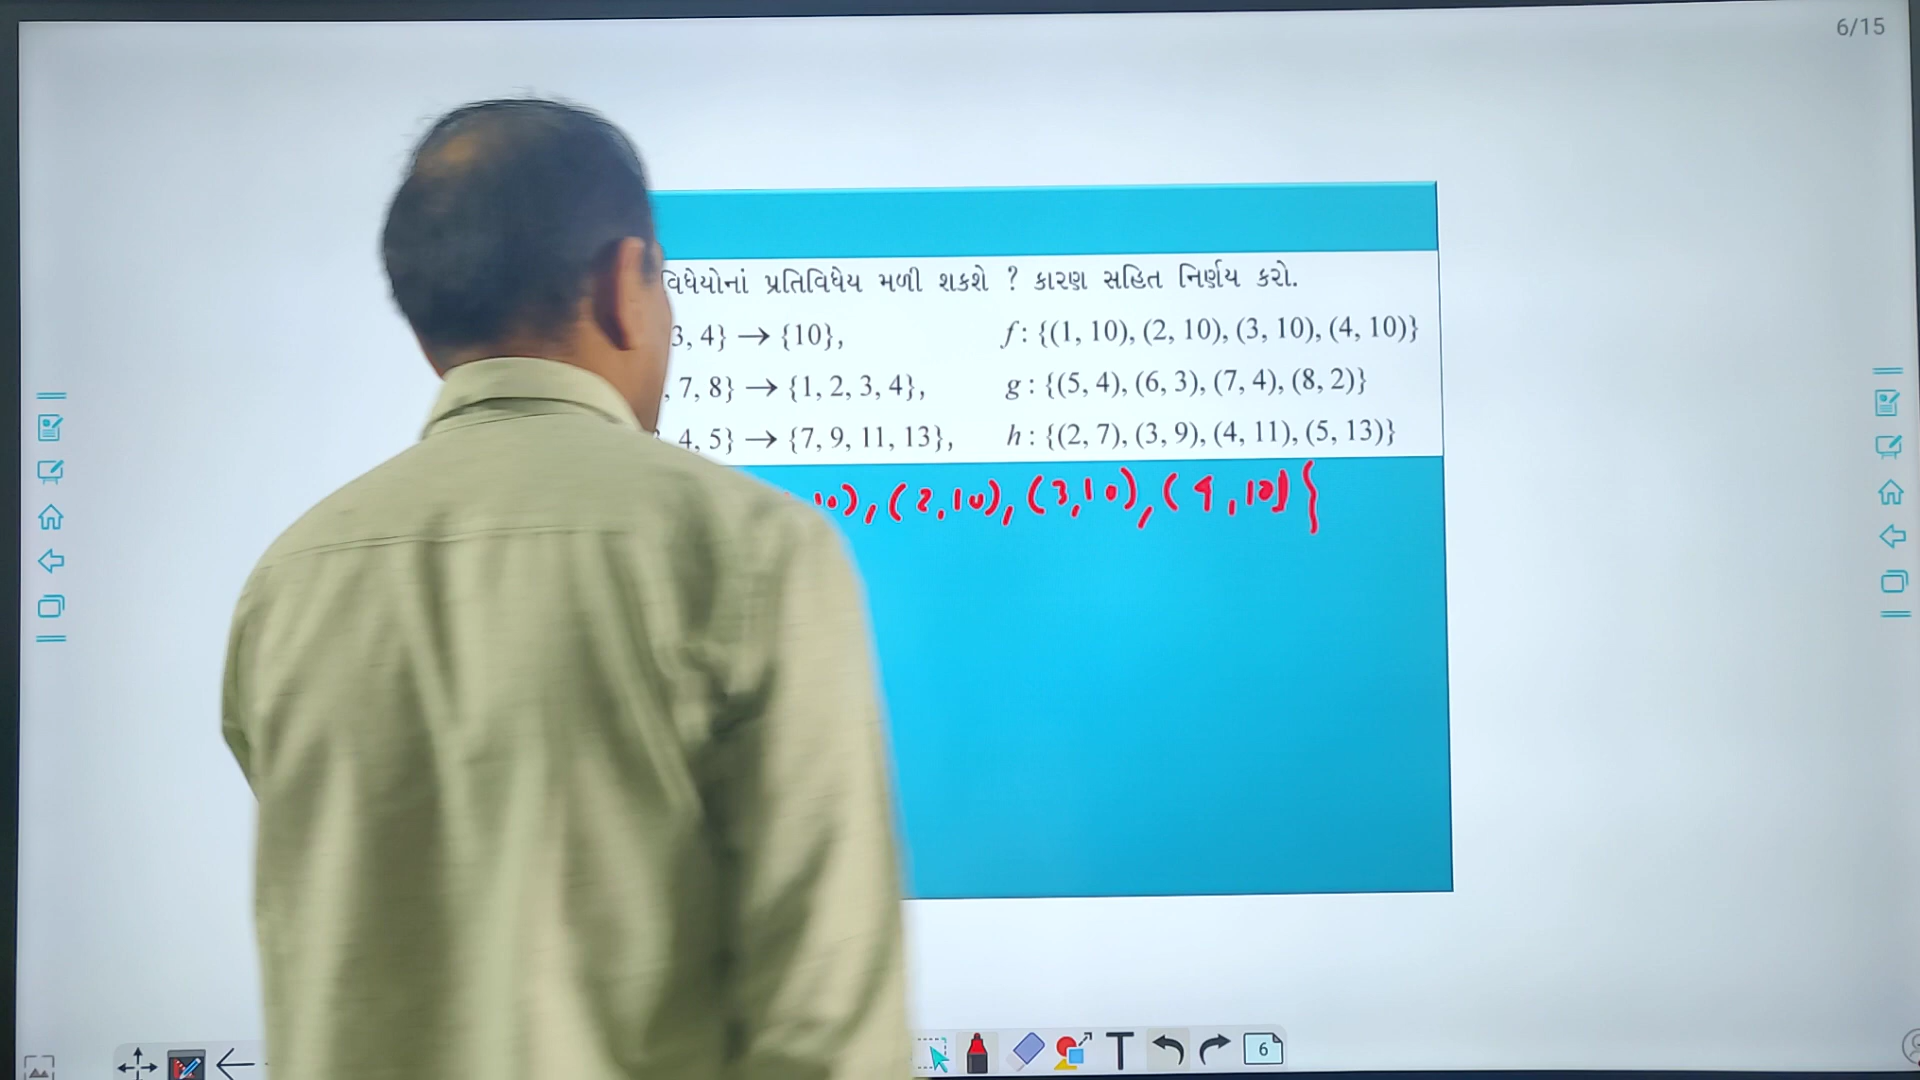 6/15
વિધેયોનાં પ્રતિવિધેય મળી શકશે ? કારણ સહિત નિર્ણય કરો.
3, 4} → {10}, f : {(1, 10), (2, 10), (3, 10), (4, 10)}
, 7, 8} → {1, 2, 3, 4}, g : {(5, 4), (6, 3), (7, 4), (8, 2)}
, 4, 5} → {7, 9, 11, 13}, h : {(2, 7), (3, 9), (4, 11), (5, 13)}
10), (2, 10), (3, 10), (4, 10)}
T 6